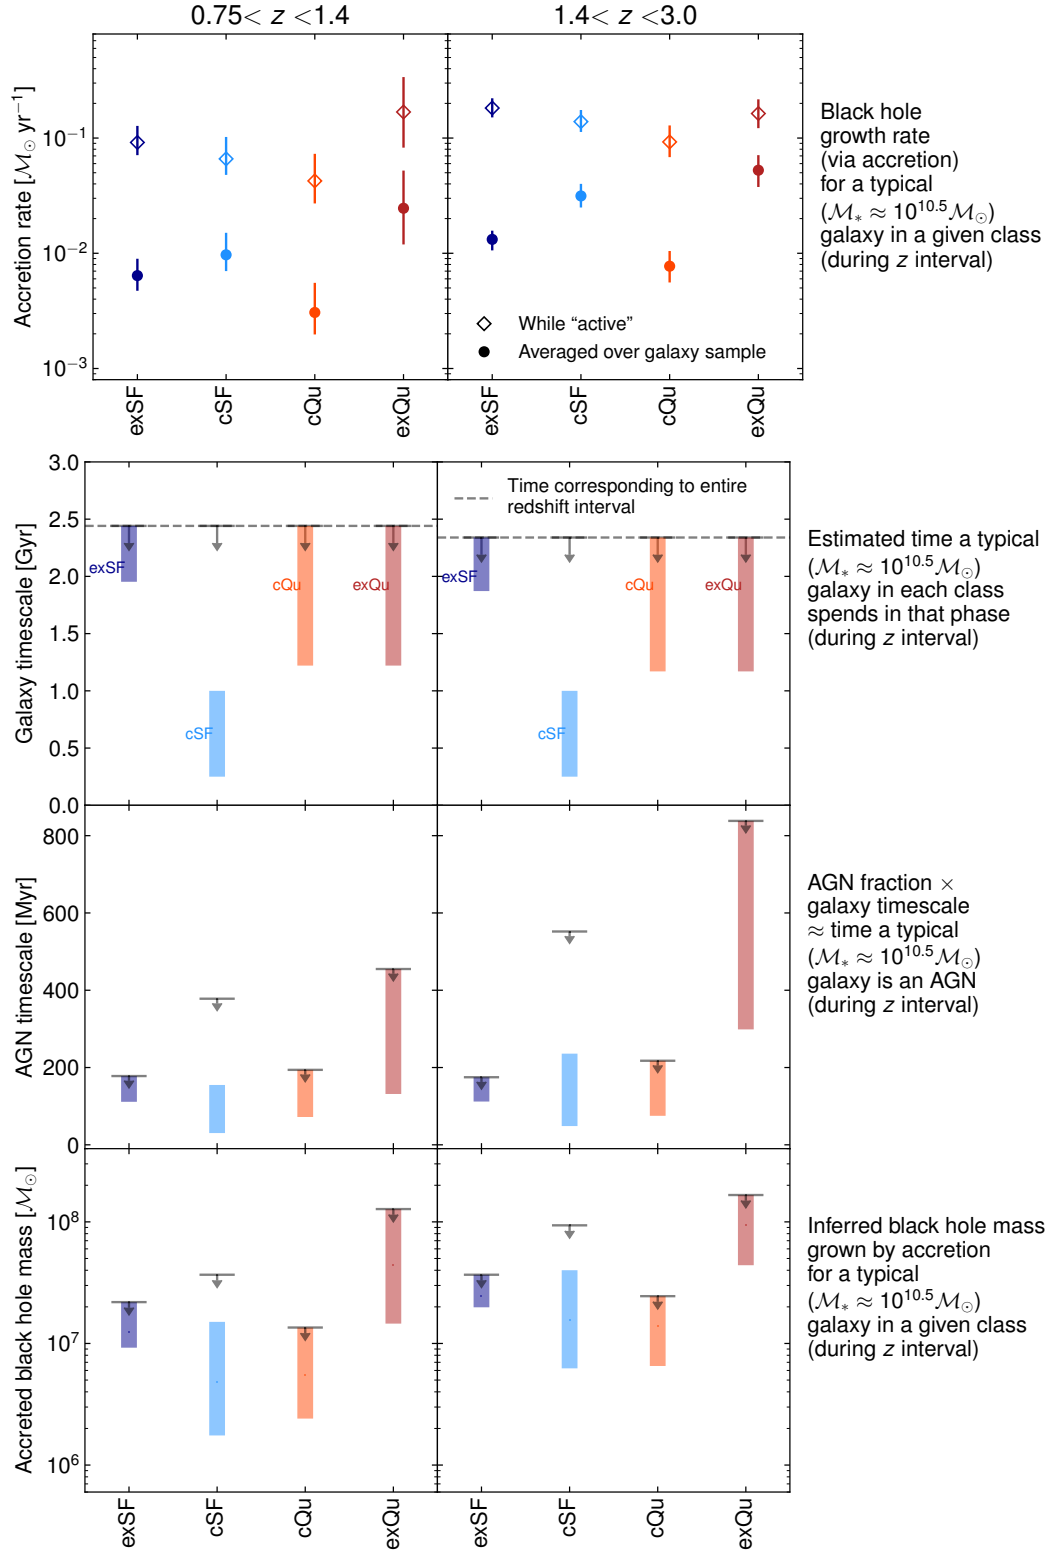 0.75< z <1.4
1.4< z <3.0
Accretion rate [M⊙ yr⁻¹]
10⁻¹
10⁻²
10⁻³
While “active”
Averaged over galaxy sample
exSF
cSF
cQu
exQu
exSF
cSF
cQu
exQu
Black hole
growth rate
(via accretion)
for a typical
(M* ≈ 10^10.5 M⊙)
galaxy in a given class
(during z interval)
Galaxy timescale [Gyr]
3.0
2.5
2.0
1.5
1.0
0.5
0.0
exSF
cSF
cQu
exQu
Time corresponding to entire
redshift interval
exSF
cSF
cQu
exQu
Estimated time a typical
(M* ≈ 10^10.5 M⊙)
galaxy in each class
spends in that phase
(during z interval)
AGN timescale [Myr]
800
600
400
200
0
AGN fraction ×
galaxy timescale
≈ time a typical
(M* ≈ 10^10.5 M⊙)
galaxy is an AGN
(during z interval)
Accreted black hole mass [M⊙]
10⁸
10⁷
10⁶
Inferred black hole mass
grown by accretion
for a typical
(M* ≈ 10^10.5 M⊙)
galaxy in a given class
(during z interval)
exSF
cSF
cQu
exQu
exSF
cSF
cQu
exQu